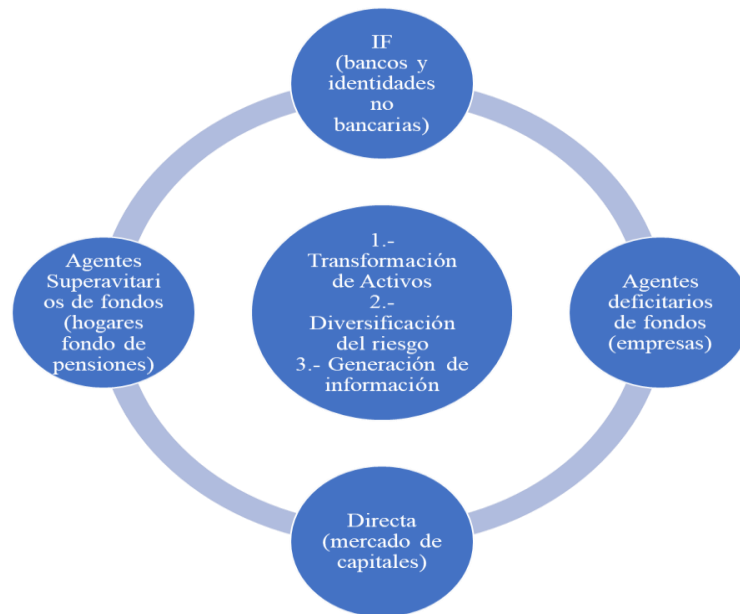 IF
(bancos y
identidades
no
bancarias)
Agentes
Superavitari
os de fondos
(hogares
fondo de
pensiones)
1.-
Transformación
de Activos
2.-
Diversificación
del riesgo
3.- Generación de
información
Agentes
deficitarios
de fondos
(empresas)
Directa
(mercado de
capitales)